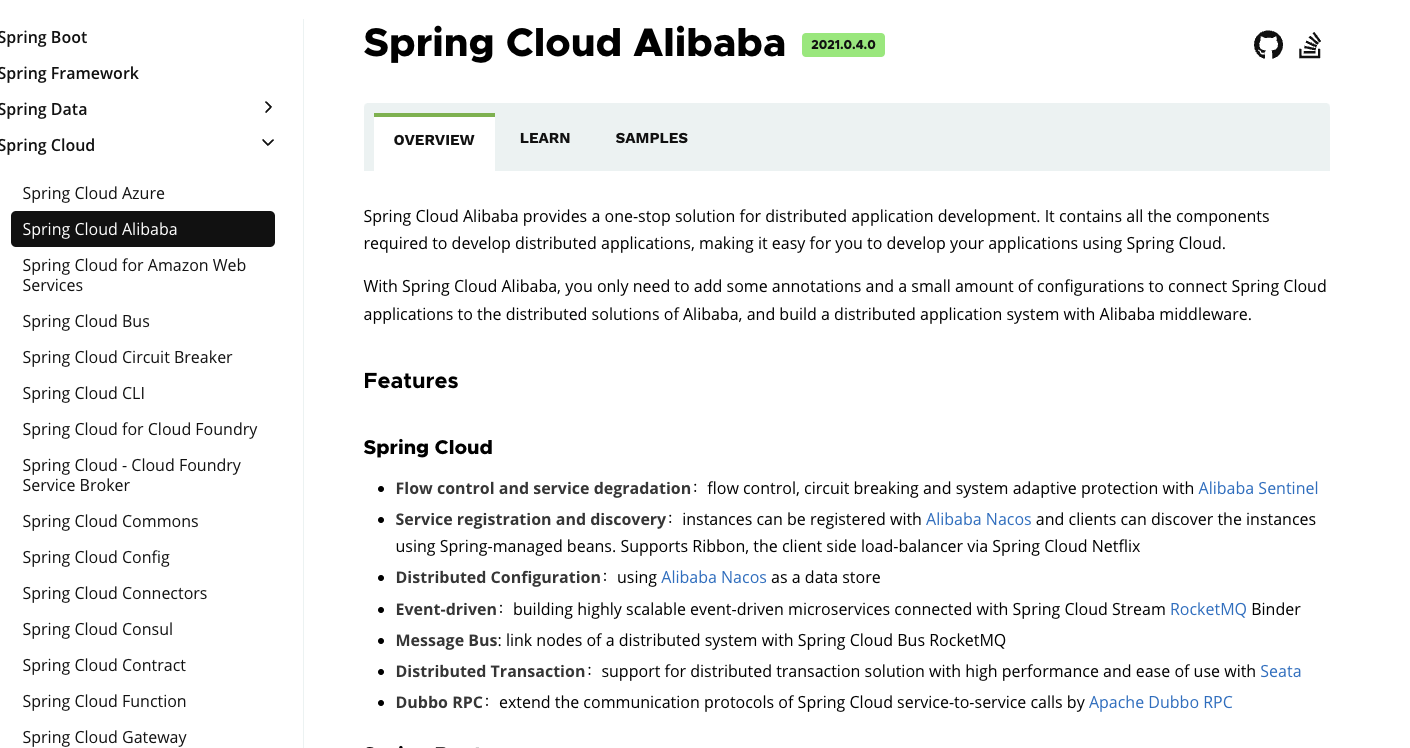 Spring Boot
Spring Framework
Spring Data
Spring Cloud
Spring Cloud Azure
Spring Cloud Alibaba
Spring Cloud for Amazon Web
Services
Spring Cloud Bus
Spring Cloud Circuit Breaker
Spring Cloud CLI
Spring Cloud for Cloud Foundry
Spring Cloud - Cloud Foundry
Service Broker
Spring Cloud Commons
Spring Cloud Config
Spring Cloud Connectors
Spring Cloud Consul
Spring Cloud Contract
Spring Cloud Function
Spring Cloud Gateway
Spring Cloud Alibaba 2021.0.4.0
OVERVIEW LEARN SAMPLES
Spring Cloud Alibaba provides a one-stop solution for distributed application development. It contains all the components
required to develop distributed applications, making it easy for you to develop your applications using Spring Cloud.
With Spring Cloud Alibaba, you only need to add some annotations and a small amount of configurations to connect Spring Cloud
applications to the distributed solutions of Alibaba, and build a distributed application system with Alibaba middleware.
Features
Spring Cloud
• Flow control and service degradation：flow control, circuit breaking and system adaptive protection with Alibaba Sentinel
• Service registration and discovery：instances can be registered with Alibaba Nacos and clients can discover the instances
using Spring-managed beans. Supports Ribbon, the client side load-balancer via Spring Cloud Netflix
• Distributed Configuration：using Alibaba Nacos as a data store
• Event-driven：building highly scalable event-driven microservices connected with Spring Cloud Stream RocketMQ Binder
• Message Bus: link nodes of a distributed system with Spring Cloud Bus RocketMQ
• Distributed Transaction：support for distributed transaction solution with high performance and ease of use with Seata
• Dubbo RPC：extend the communication protocols of Spring Cloud service-to-service calls by Apache Dubbo RPC